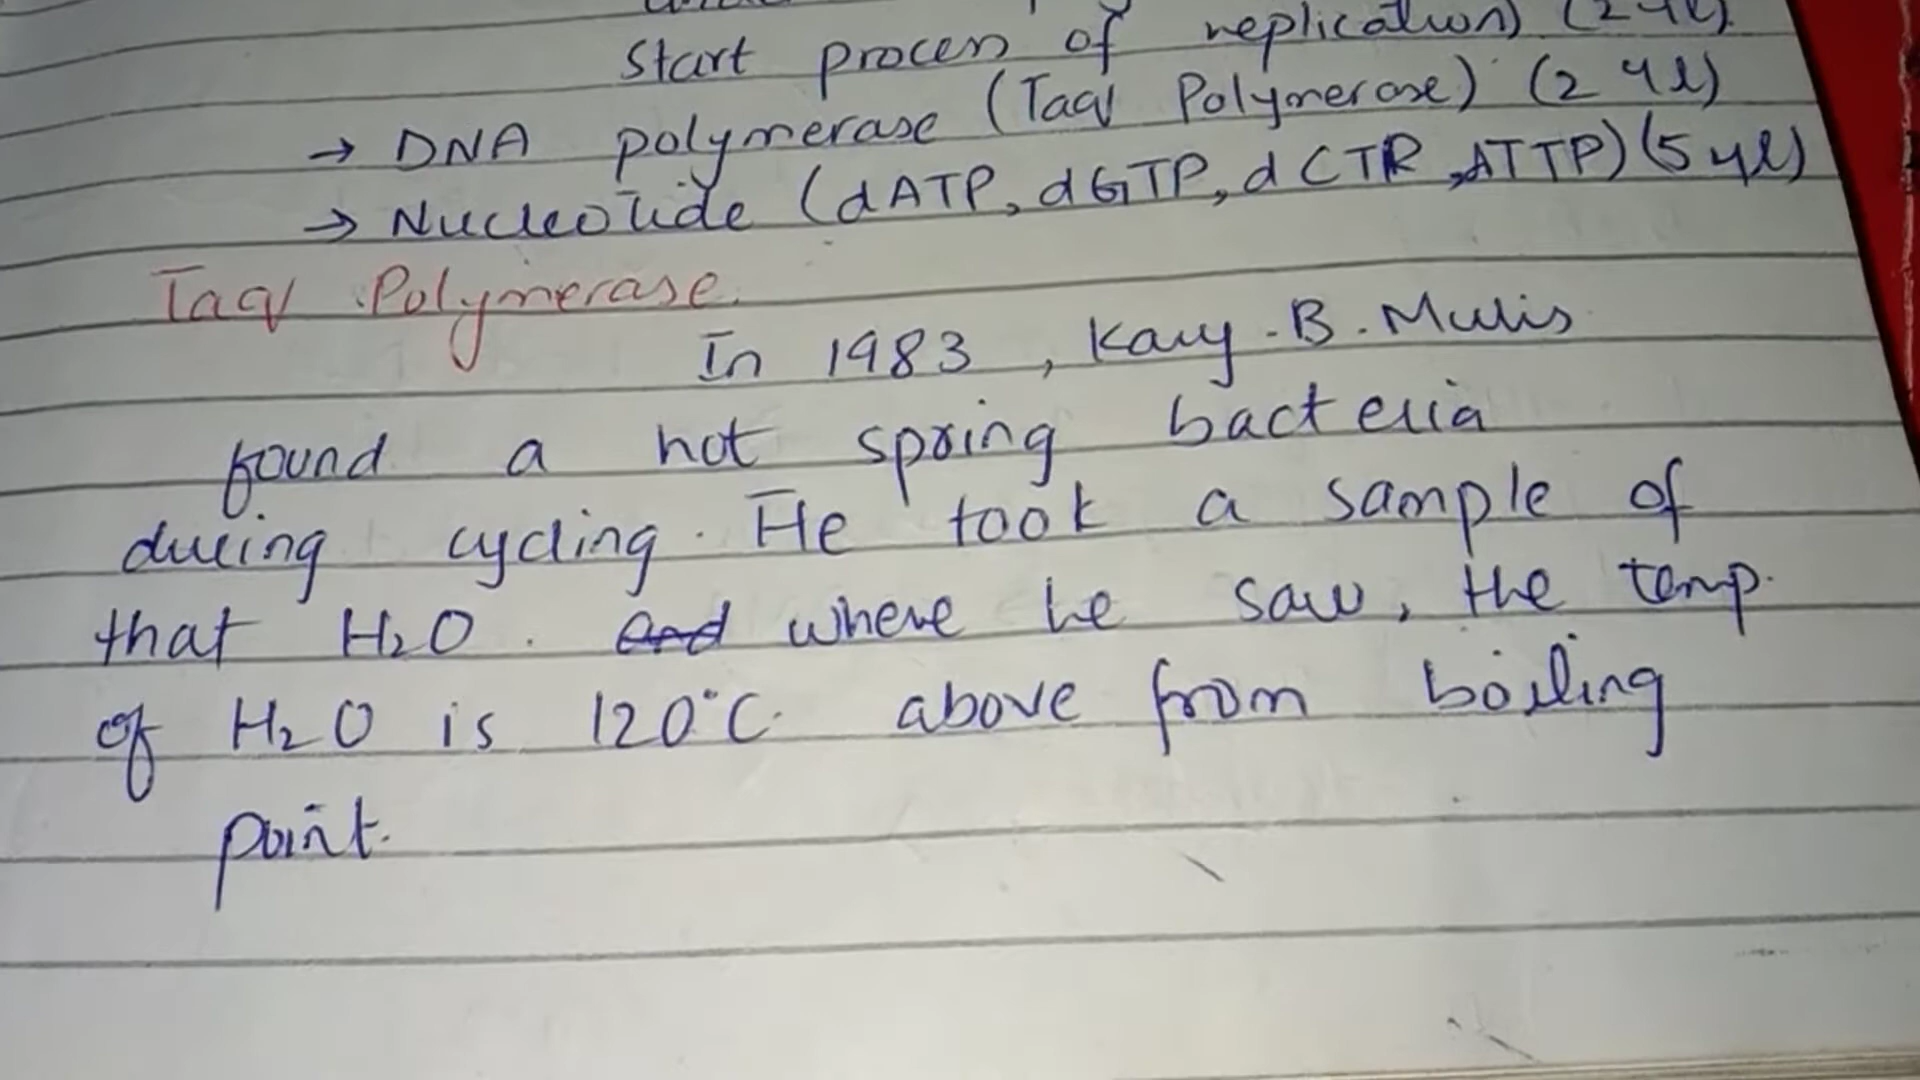 Start process of replication) (2 μl)
→ DNA polymerase (Taq Polymerase) (2 μl)
→ Nucleotide (dATP, dGTP, dCTP, dTTP) (5 μl)
Taq Polymerase.
In 1983, Kary.B.Mulis
found a hot spring bacteria
during cycling. He took a sample of
that H₂O. And where he saw, the temp.
of H₂O is 120°C. above from boiling
point.